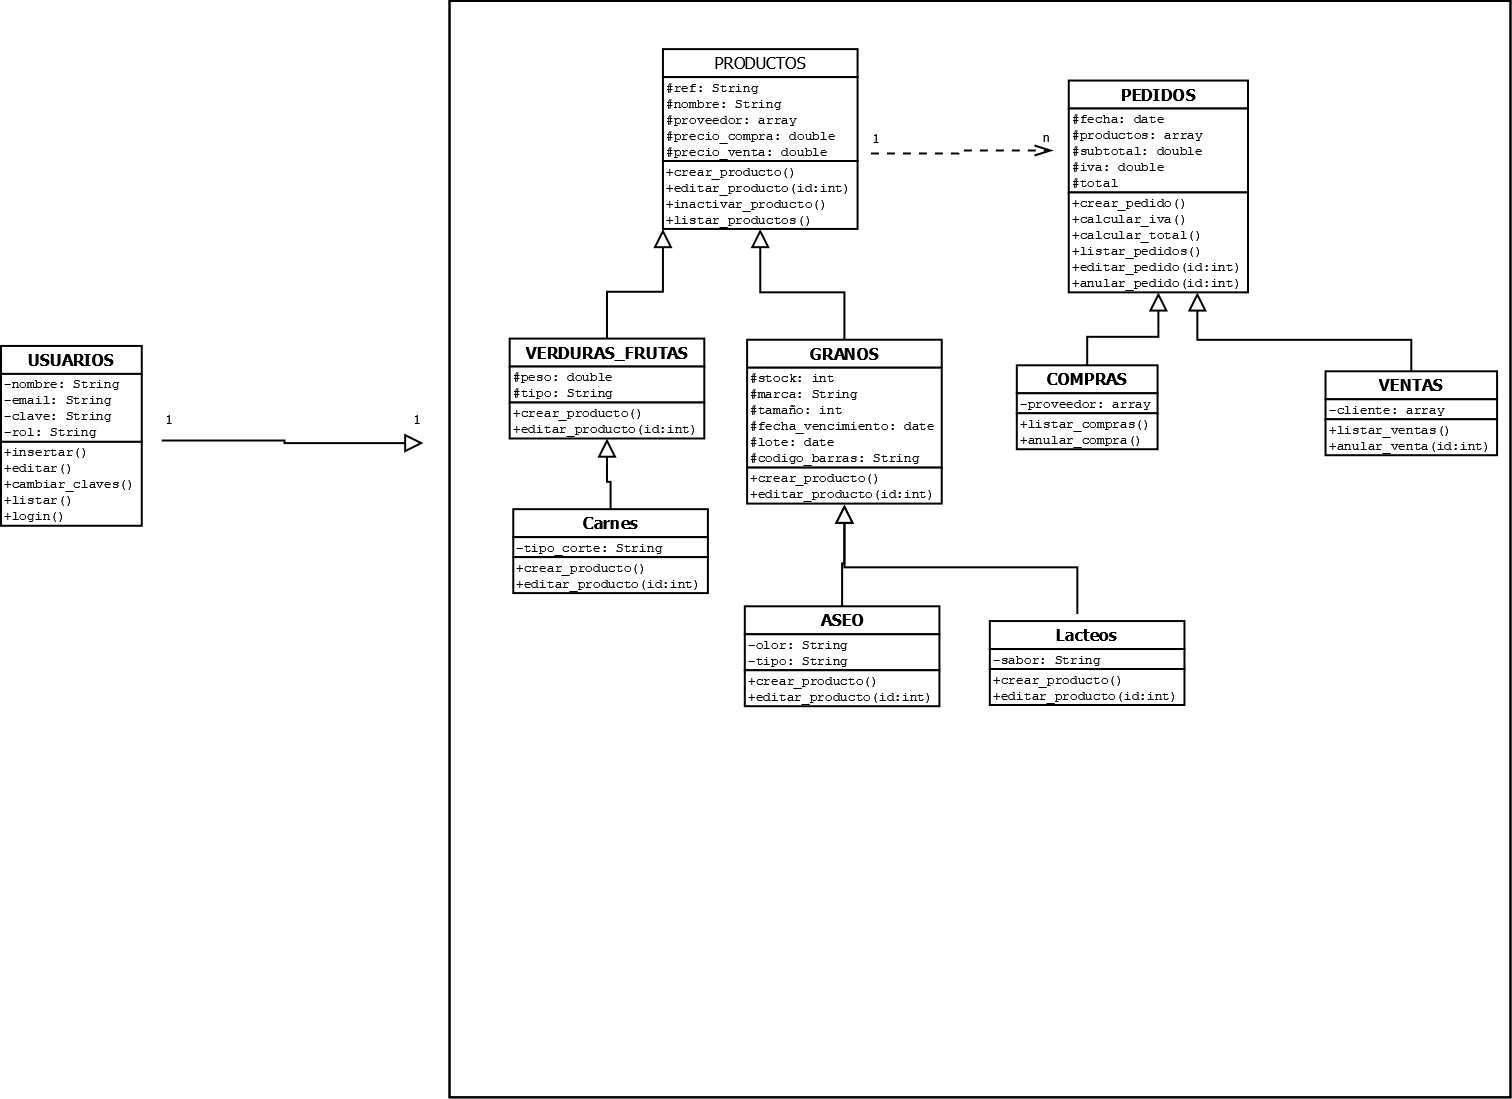 PRODUCTOS
#ref: String
#nombre: String
#proveedor: array
#precio_compra: double
#precio_venta: double
+crear_producto()
+editar_producto(id:int)
+inactivar_producto()
+listar_productos()
1
n
PEDIDOS
#fecha: date
#productos: array
#subtotal: double
#iva: double
#total
+crear_pedido()
+calcular_iva()
+calcular_total()
+listar_pedidos()
+editar_pedido(id:int)
+anular_pedido(id:int)
USUARIOS
-nombre: String
-email: String
-clave: String
-rol: String
+insertar()
+editar()
+cambiar_claves()
+listar()
+login()
1
1
VERDURAS_FRUTAS
#peso: double
#tipo: String
+crear_producto()
+editar_producto(id:int)
GRANOS
#stock: int
#marca: String
#tamaño: int
#fecha_vencimiento: date
#lote: date
#codigo_barras: String
+crear_producto()
+editar_producto(id:int)
COMPRAS
-proveedor: array
+listar_compras()
+anular_compra()
VENTAS
-cliente: array
+listar_ventas()
+anular_venta(id:int)
Carnes
-tipo_corte: String
+crear_producto()
+editar_producto(id:int)
ASEO
-olor: String
-tipo: String
+crear_producto()
+editar_producto(id:int)
Lacteos
-sabor: String
+crear_producto()
+editar_producto(id:int)